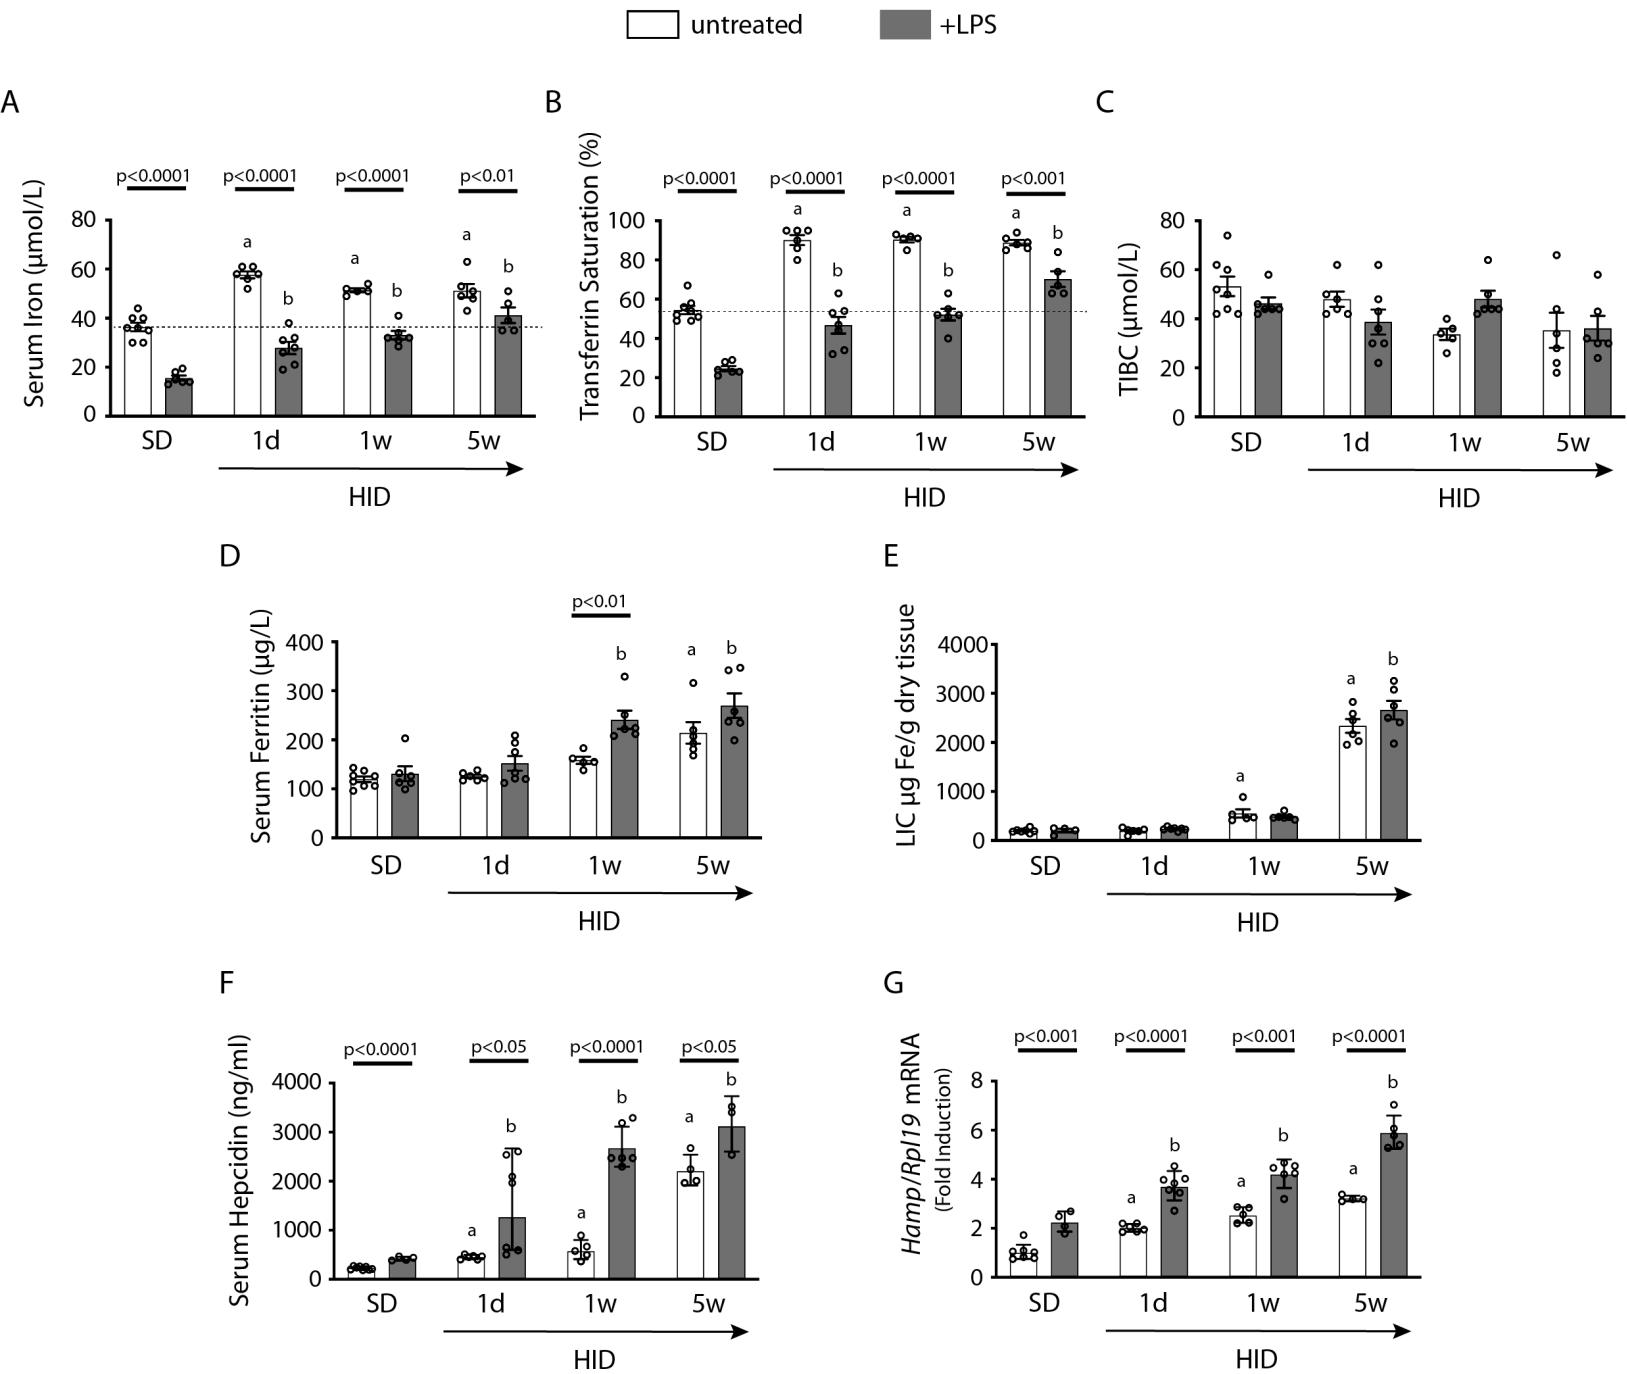 untreated +LPS
A
B
C
Serum Iron (μmol/L)
p<0.0001 p<0.0001 p<0.0001 p<0.01
80
60
40
20
0
a
b
a
b
a
b
SD 1d 1w 5w
HID
Transferrin Saturation (%)
p<0.0001 p<0.0001 p<0.0001 p<0.001
100
80
60
40
20
0
a
b
a
b
a
b
SD 1d 1w 5w
HID
TIBC (μmol/L)
80
60
40
20
0
SD 1d 1w 5w
HID
D
E
Serum Ferritin (μg/L)
p<0.01
400
300
200
100
0
b
a
b
SD 1d 1w 5w
HID
LIC μg Fe/g dry tissue
4000
3000
2000
1000
0
a
a
b
SD 1d 1w 5w
HID
F
G
Serum Hepcidin (ng/ml)
p<0.0001 p<0.05 p<0.0001 p<0.05
4000
3000
2000
1000
0
a
b
a
b
a
b
SD 1d 1w 5w
HID
Hamp/Rpl19 mRNA
(Fold Induction)
p<0.001 p<0.0001 p<0.001 p<0.0001
8
6
4
2
0
a
b
a
b
a
b
SD 1d 1w 5w
HID